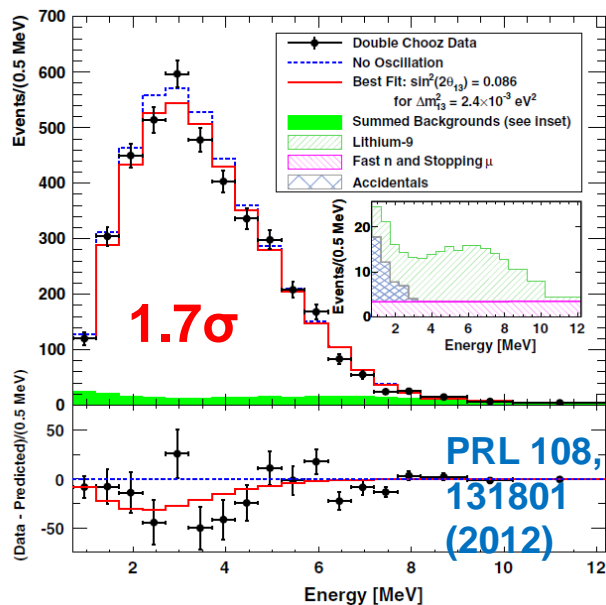 700
600
500
400
300
200
100
0
Events/(0.5 MeV)
Double Chooz Data
No Oscillation
Best Fit: sin²(2θ₁₃) = 0.086
for Δm²₁₃ = 2.4×10⁻³ eV²
Summed Backgrounds (see inset)
Lithium-9
Fast n and Stopping μ
Accidentals
20
10
0
Events/(0.5 MeV)
2 4 6 8 10 12
Energy [MeV]
1.7σ
50
0
-50
(Data - Predicted)/(0.5 MeV)
PRL 108,
131801
(2012)
2 4 6 8 10 12
Energy [MeV]